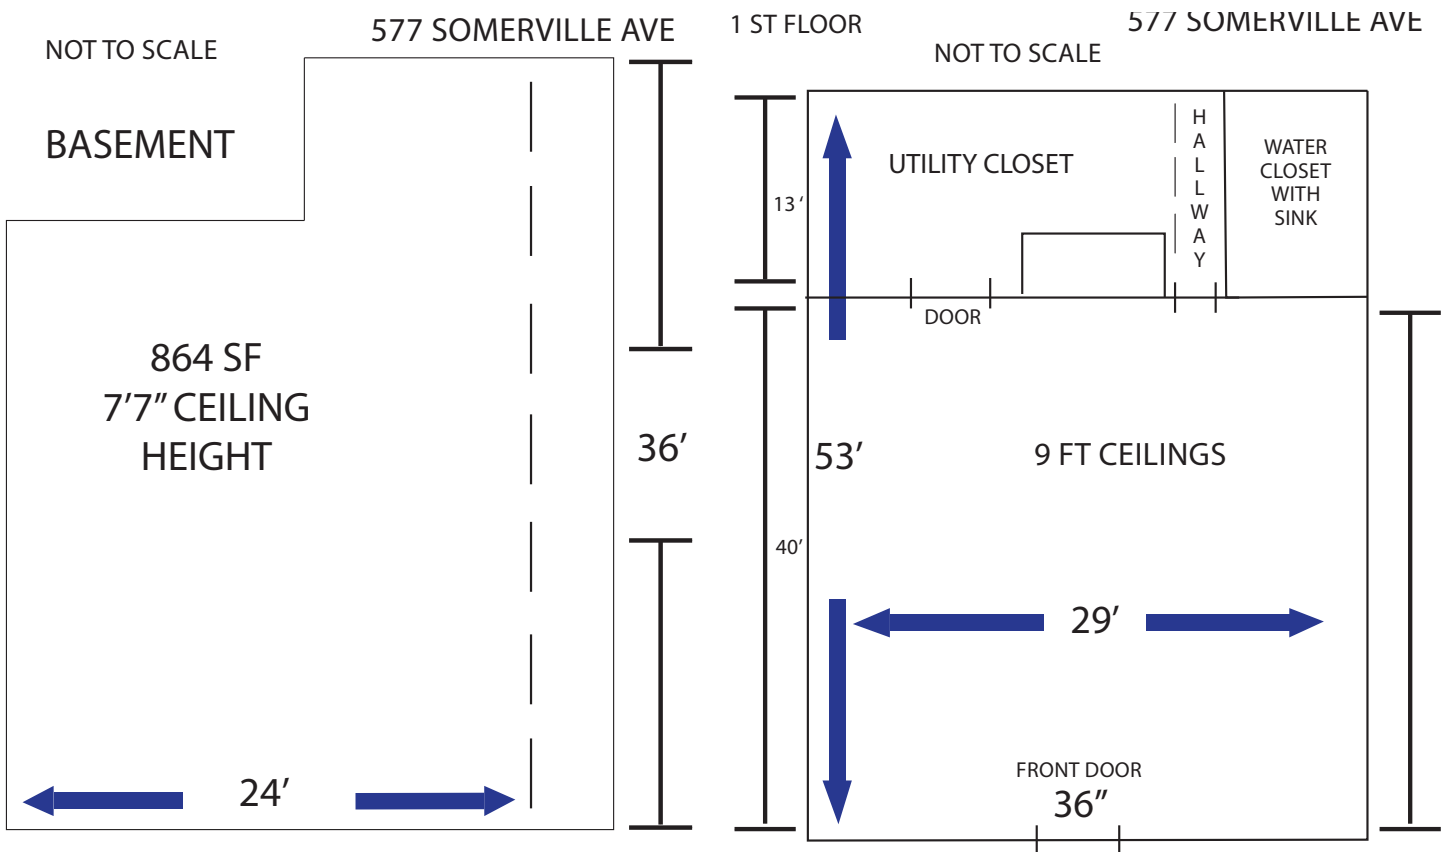 577 SOMERVILLE AVE
NOT TO SCALE
BASEMENT
864 SF
7'7" CEILING
HEIGHT
36'
24'
1 ST FLOOR
577 SOMERVILLE AVE
NOT TO SCALE
UTILITY CLOSET
HALLWAY
WATER
CLOSET
WITH
SINK
13 '
DOOR
53'
9 FT CEILINGS
40'
29'
FRONT DOOR
36"